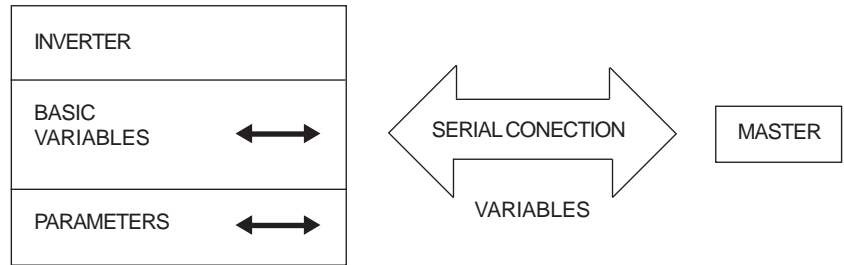 INVERTER
BASIC
VARIABLES
PARAMETERS
SERIAL CONECTION
VARIABLES
MASTER